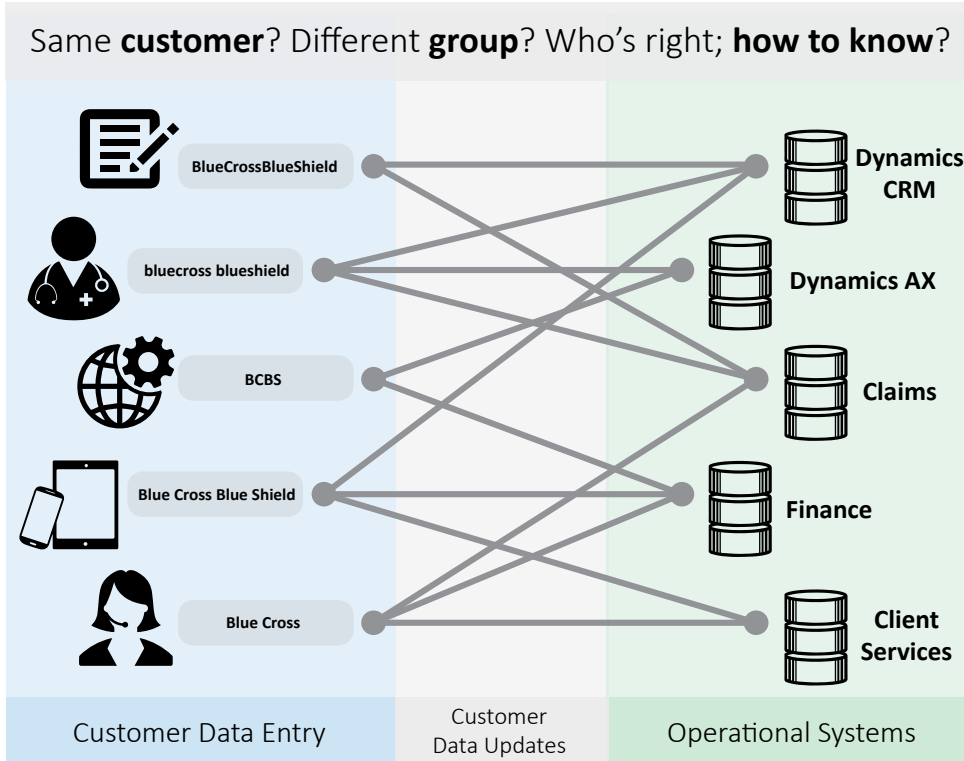 Same customer? Different group? Who's right; how to know?
BlueCrossBlueShield
Dynamics
CRM
bluecross blueshield
Dynamics AX
BCBS
Claims
Blue Cross Blue Shield
Finance
Blue Cross
Client
Services
Customer Data Entry
Customer
Data Updates
Operational Systems